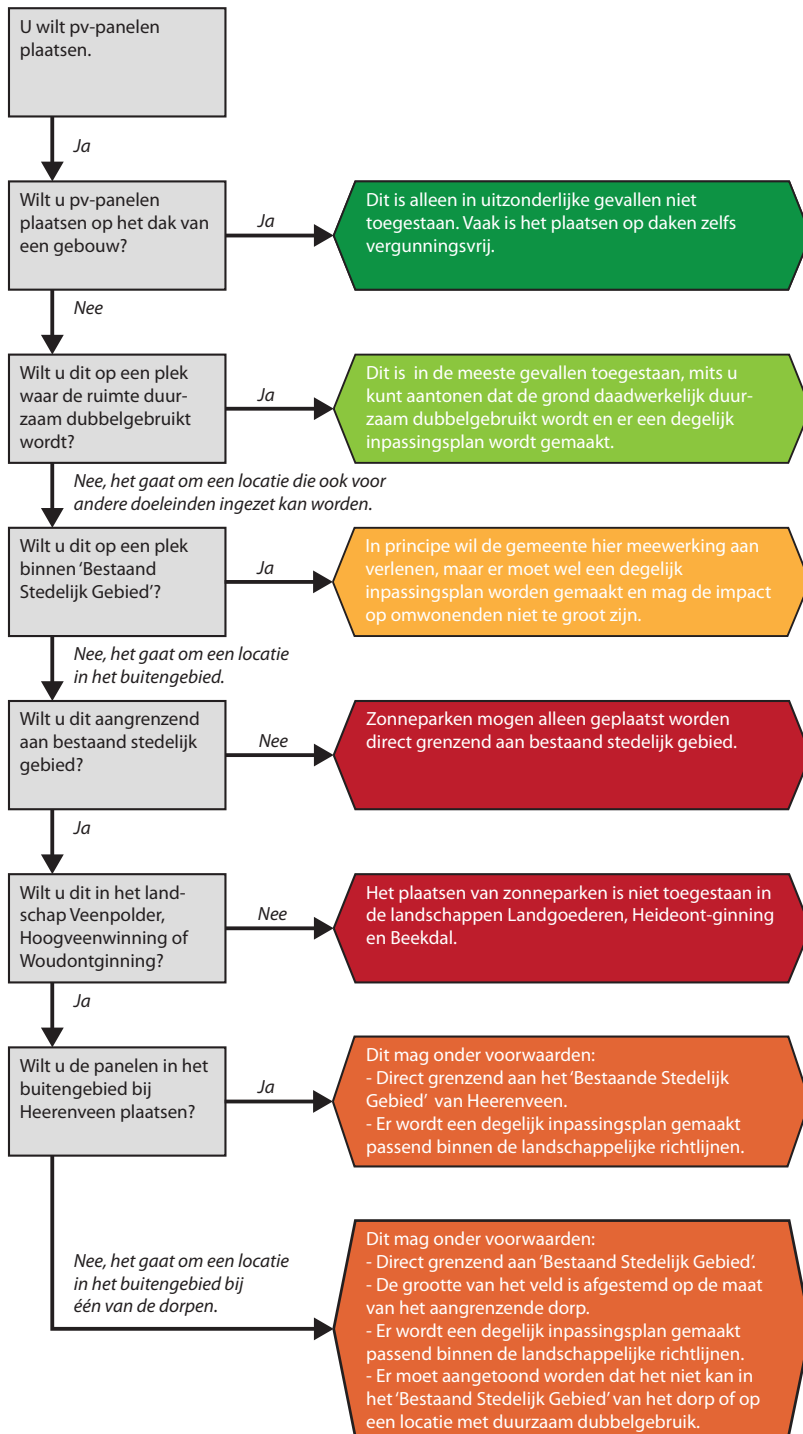 U wilt pv-panelen
plaatsen.
Ja
Wilt u pv-panelen
plaatsen op het dak van
een gebouw?
Ja
Dit is alleen in uitzonderlijke gevallen niet
toegestaan. Vaak is het plaatsen op daken zelfs
vergunningsvrij.
Nee
Wilt u dit op een plek
waar de ruimte duur-
zaam dubbelgebruikt
wordt?
Ja
Dit is in de meeste gevallen toegestaan, mits u
kunt aantonen dat de grond daadwerkelijk duur-
zaam dubbelgebruikt wordt en er een degelijk
inpassingsplan wordt gemaakt.
Nee, het gaat om een locatie die ook voor
andere doeleinden ingezet kan worden.
Wilt u dit op een plek
binnen ‘Bestaand
Stedelijk Gebied’?
Ja
In principe wil de gemeente hier meewerking aan
verlenen, maar er moet wel een degelijk
inpassingsplan worden gemaakt en mag de impact
op omwonenden niet te groot zijn.
Nee, het gaat om een locatie
in het buitengebied.
Wilt u dit aangrenzend
aan bestaand stedelijk
gebied?
Nee
Zonneparken mogen alleen geplaatst worden
direct grenzend aan bestaand stedelijk gebied.
Ja
Wilt u dit in het land-
schap Veenpolder,
Hoogveenwinning of
Woudontginning?
Nee
Het plaatsen van zonneparken is niet toegestaan in
de landschappen Landgoederen, Heideont-ginning
en Beekdal.
Ja
Wilt u de panelen in het
buitengebied bij
Heerenveen plaatsen?
Ja
Dit mag onder voorwaarden:
- Direct grenzend aan het ‘Bestaande Stedelijk
Gebied’ van Heerenveen.
- Er wordt een degelijk inpassingsplan gemaakt
passend binnen de landschappelijke richtlijnen.
Nee, het gaat om een locatie
in het buitengebied bij
één van de dorpen.
Dit mag onder voorwaarden:
- Direct grenzend aan ‘Bestaand Stedelijk Gebied’.
- De grootte van het veld is afgestemd op de maat
van het aangrenzende dorp.
- Er wordt een degelijk inpassingsplan gemaakt
passend binnen de landschappelijke richtlijnen.
- Er moet aangetoond worden dat het niet kan in
het ‘Bestaand Stedelijk Gebied’ van het dorp of op
een locatie met duurzaam dubbelgebruik.